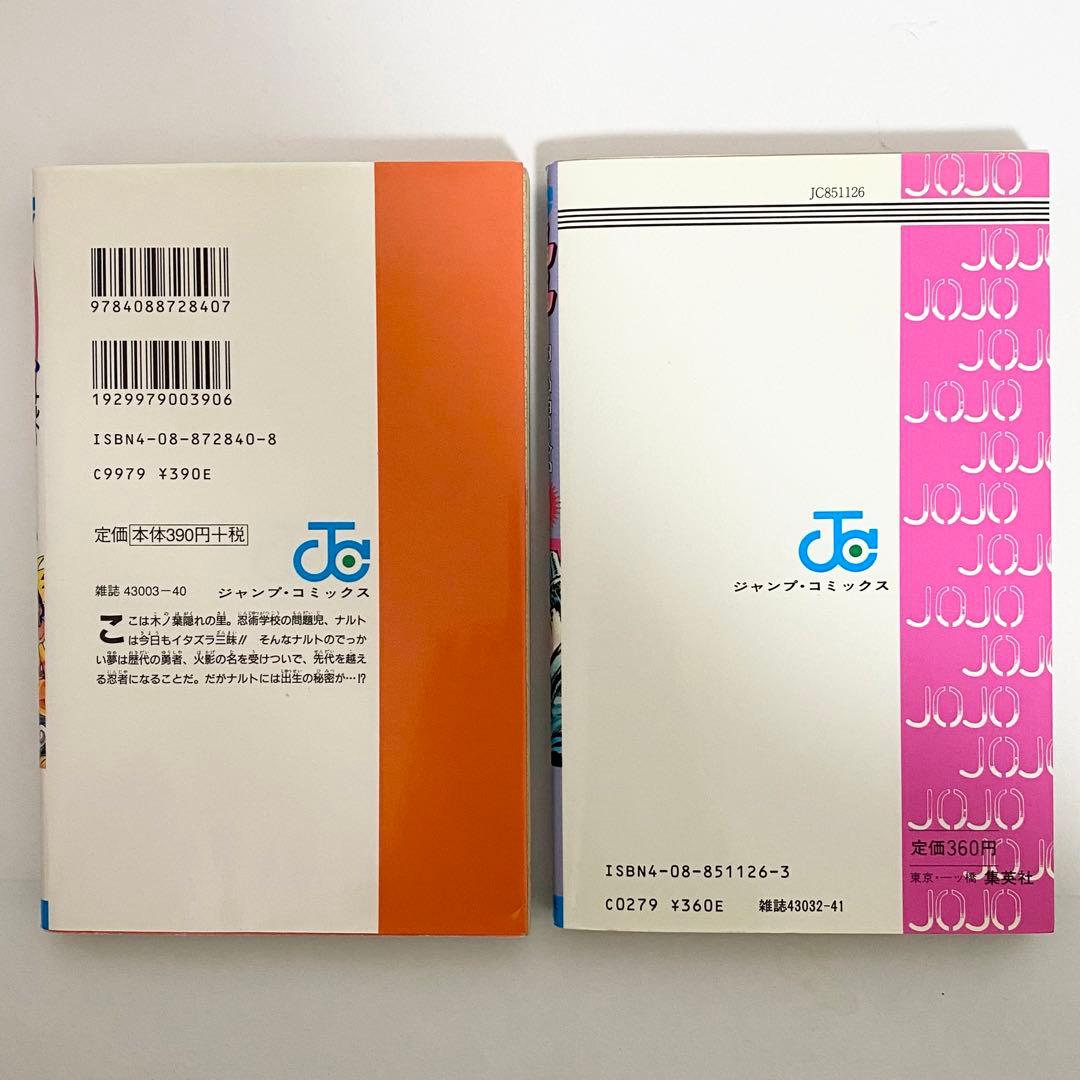 9784088728407
1929979003906
ISBN4-08-872840-8
C9979 ¥390E
定価 本体390円+税
雑誌 43003-40
ジャンプ・コミックス
ここは木ノ葉隠れの里。忍術学校の問題児、ナルト
は今日もイタズラ三昧!! そんなナルトのでっか
い夢は歴代の勇者、火影の名を受けついで、先代を越え
る忍者になることだ。だがナルトには出生の秘密が…!?
JC851126
JOJO
JOJO
JOJO
JOJO
JOJO
JOJO
JOJO
ジャンプ・コミックス
JOJO
JOJO
JOJO
定価360円
東京・一ツ橋 集英社
JOJO
ISBN4-08-851126-3
C0279 ¥360E 雑誌43032-41